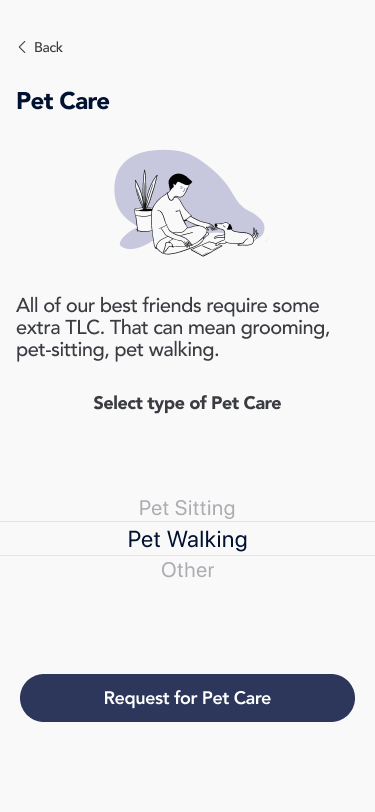 Back
Pet Care
All of our best friends require some
extra TLC. That can mean grooming,
pet-sitting, pet walking.
Select type of Pet Care
Pet Sitting
Pet Walking
Other
Request for Pet Care